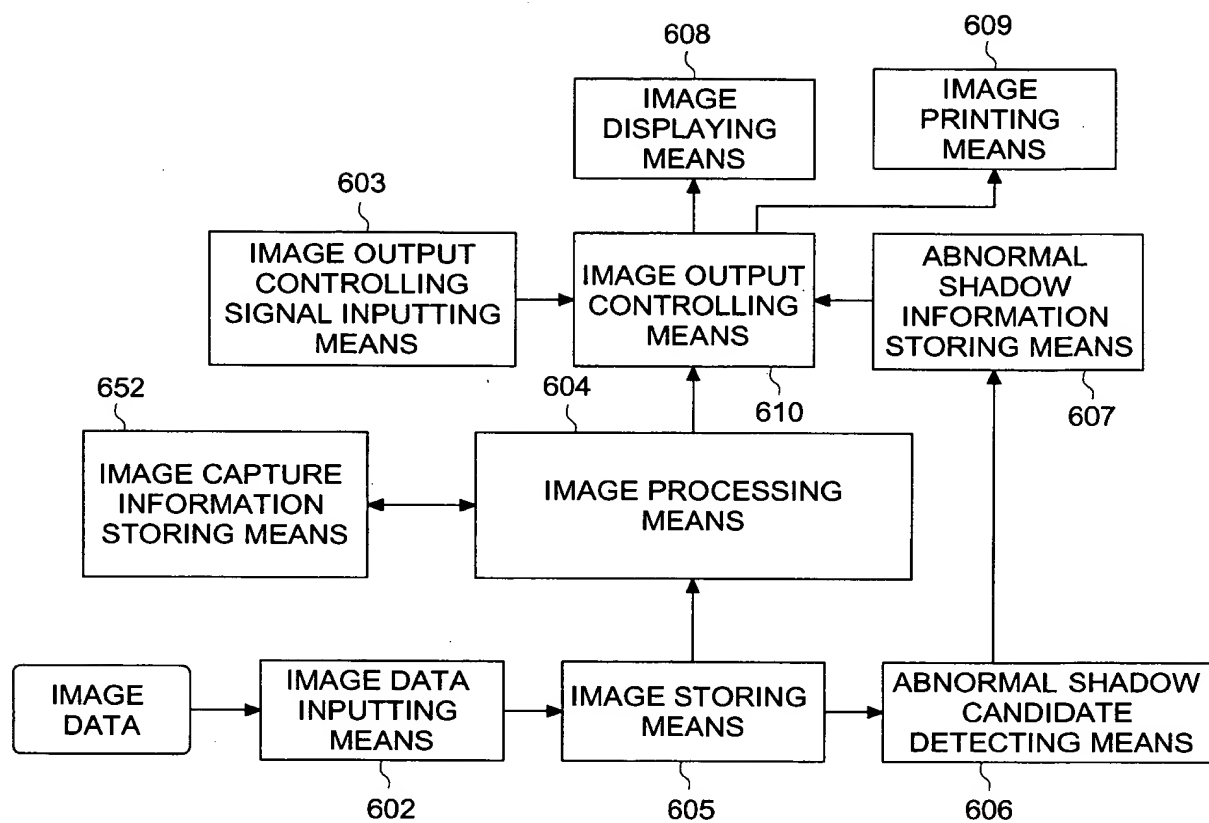 609
608
IMAGE
DISPLAYING
MEANS
IMAGE
PRINTING
MEANS
603
IMAGE OUTPUT
CONTROLLING
SIGNAL INPUTTING
MEANS
IMAGE OUTPUT
CONTROLLING
MEANS
ABNORMAL
SHADOW
INFORMATION
STORING MEANS
652
604
610
607
IMAGE CAPTURE
INFORMATION
STORING MEANS
IMAGE PROCESSING
MEANS
IMAGE
DATA
IMAGE DATA
INPUTTING
MEANS
IMAGE STORING
MEANS
ABNORMAL SHADOW
CANDIDATE
DETECTING MEANS
602
605
606